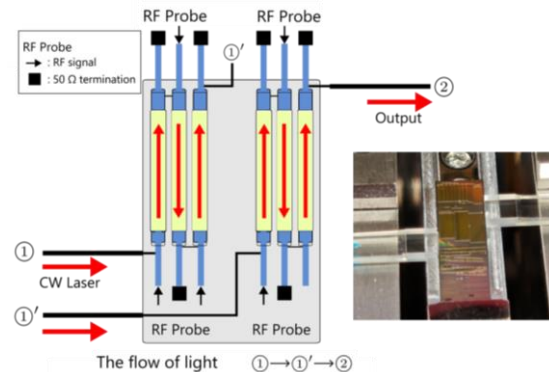 RF Probe
RF Probe
RF Probe
: RF signal
: 50 Ω termination
①′
②
Output
①
CW Laser
①′
RF Probe
RF Probe
The flow of light ①→①′→②